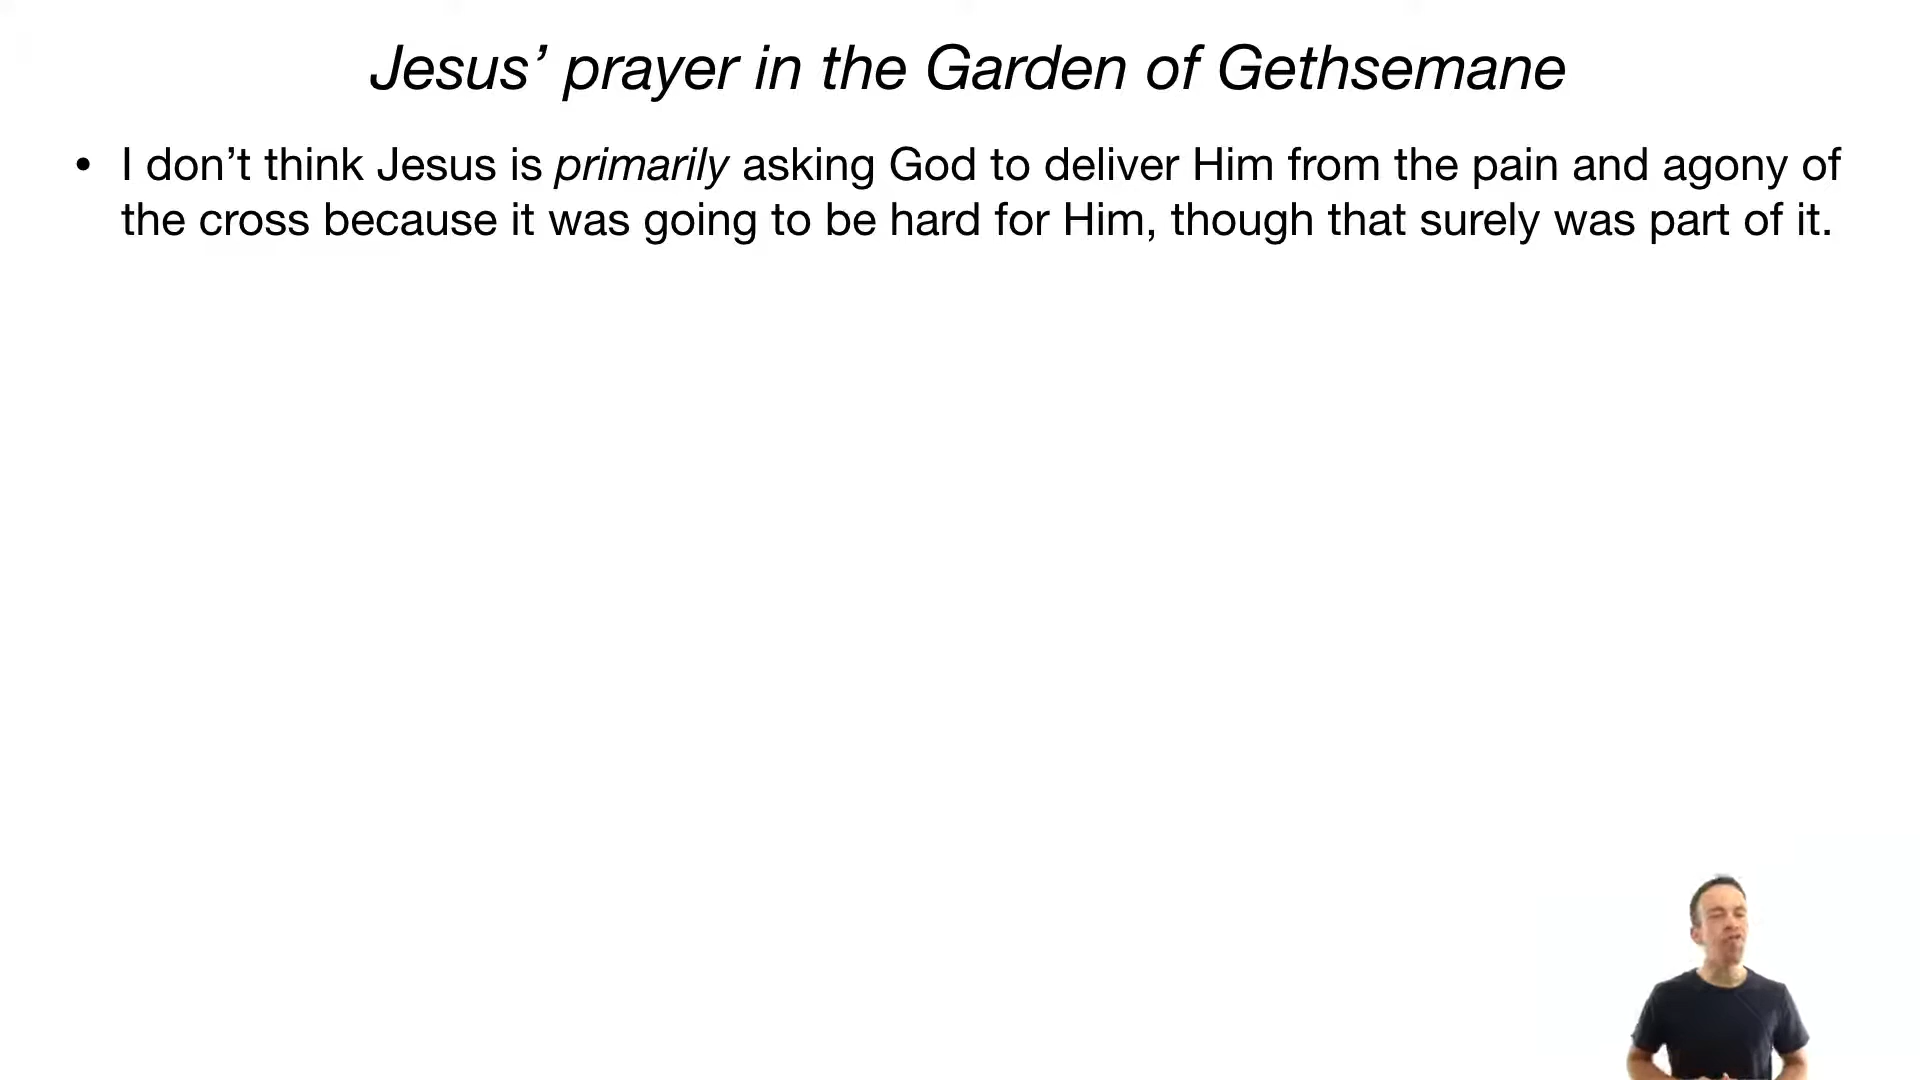 Jesus’ prayer in the Garden of Gethsemane
• I don’t think Jesus is primarily asking God to deliver Him from the pain and agony of
the cross because it was going to be hard for Him, though that surely was part of it.